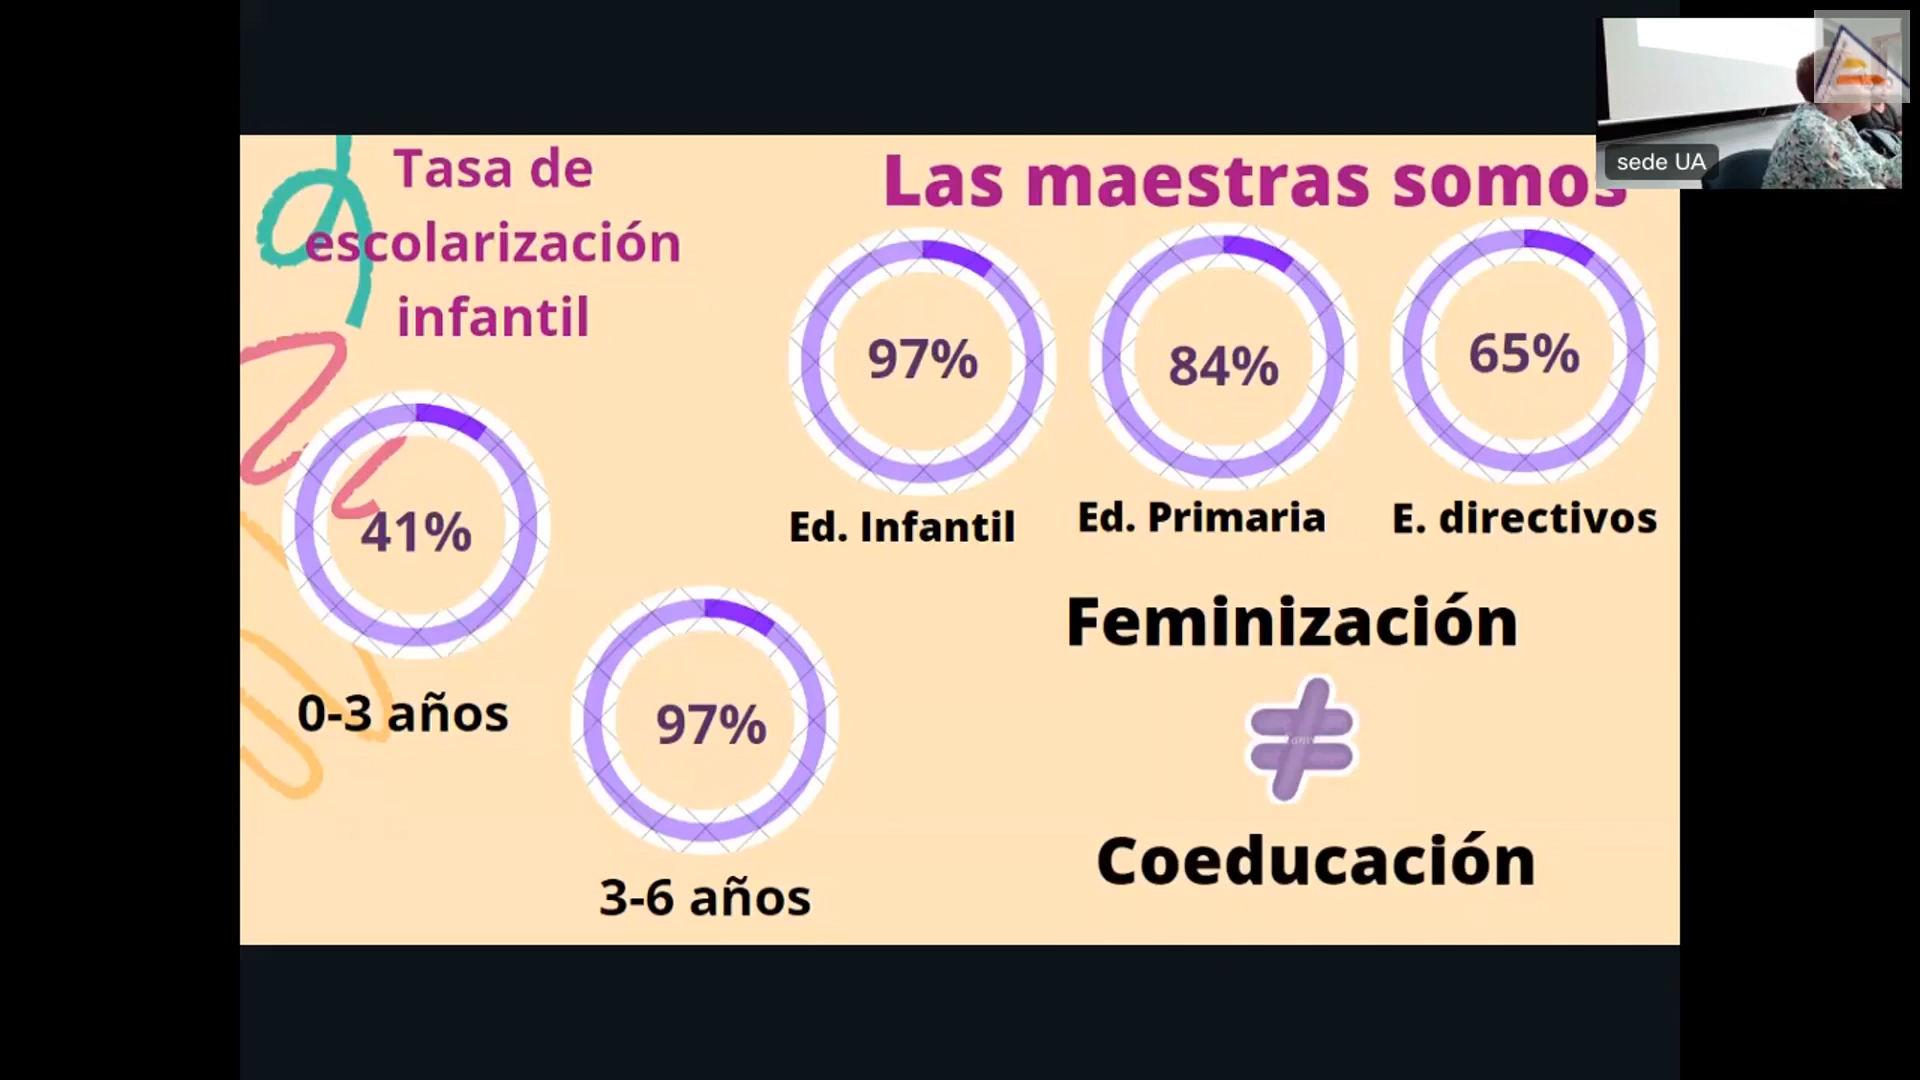 Tasa de
escolarización
infantil
41%
0-3 años
97%
3-6 años
Las maestras somos
97%
Ed. Infantil
84%
Ed. Primaria
65%
E. directivos
Feminización
≠
Coeducación
sede UA